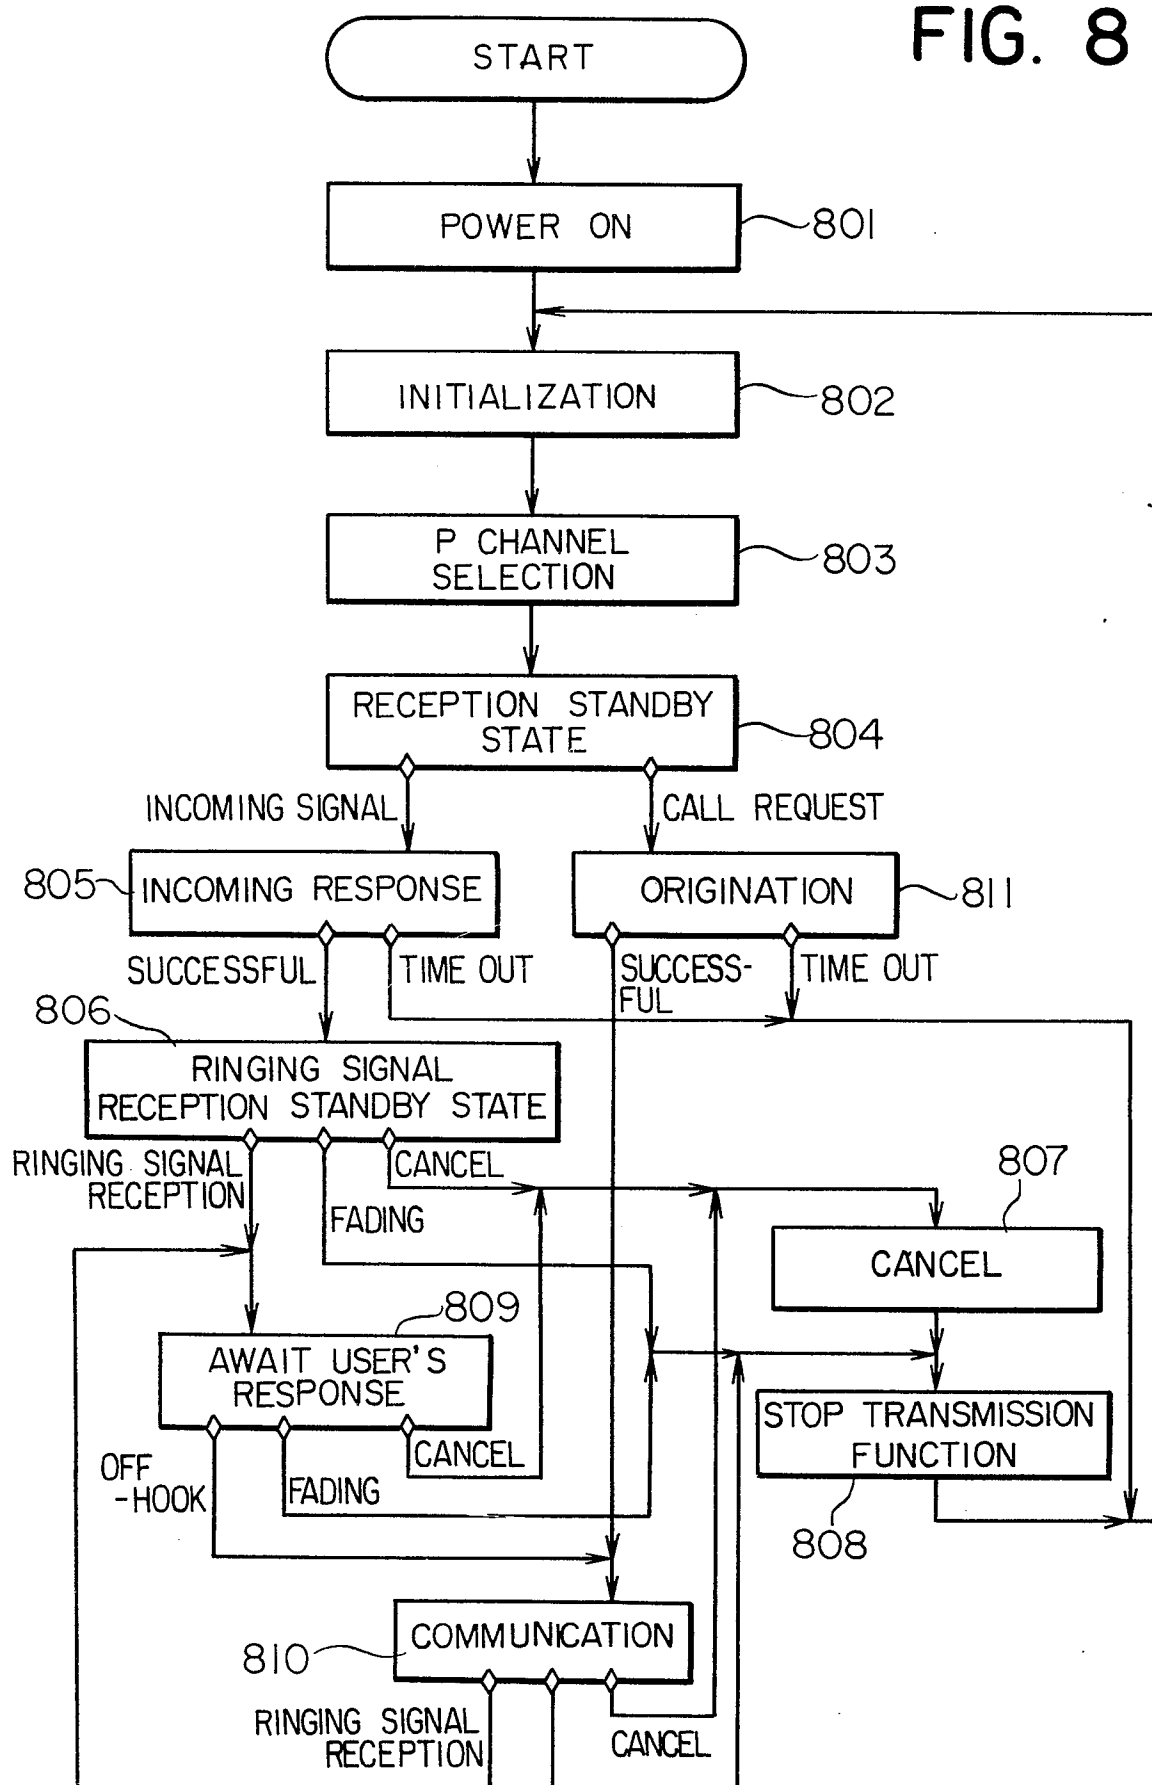 FIG. 8
START
POWER ON
801
INITIALIZATION
802
P CHANNEL
SELECTION
803
RECEPTION STANDBY
STATE
804
INCOMING SIGNAL
CALL REQUEST
805
INCOMING RESPONSE
ORIGINATION
811
SUCCESSFUL
TIME OUT
SUCCESS-
FUL
TIME OUT
806
RINGING SIGNAL
RECEPTION STANDBY STATE
RINGING SIGNAL
RECEPTION
FADING
CANCEL
807
CANCEL
809
AWAIT USER'S
RESPONSE
STOP TRANSMISSION
FUNCTION
808
OFF
-HOOK
FADING
CANCEL
COMMUNICATION
810
RINGING SIGNAL
RECEPTION
CANCEL